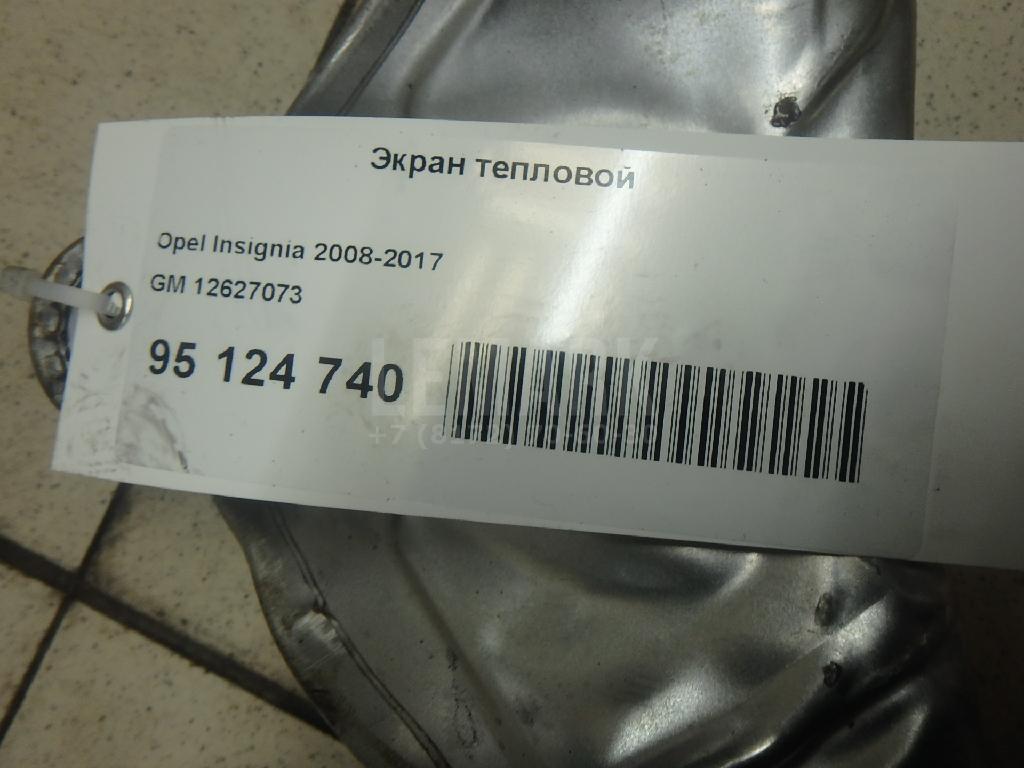 Экран тепловой
Opel Insignia 2008-2017
GM 12627073
95 124 740